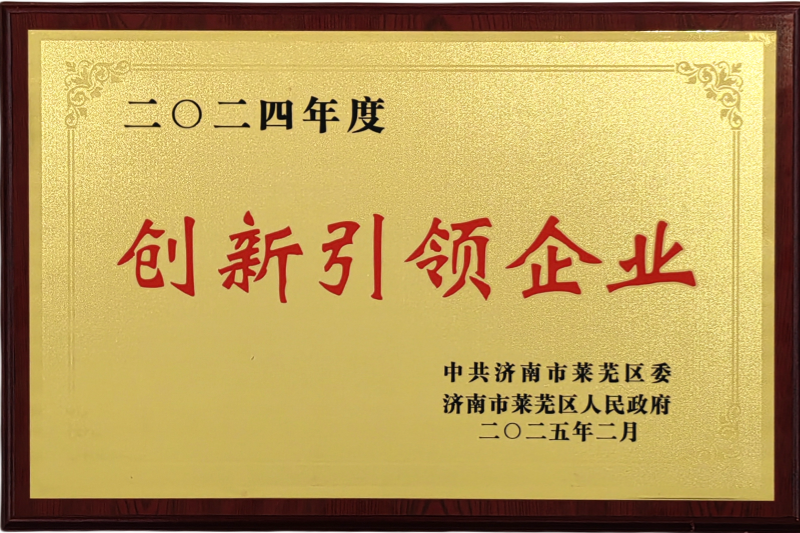 二〇二四年度
创新引领企业
中共济南市莱芜区委
济南市莱芜区人民政府
二〇二五年二月